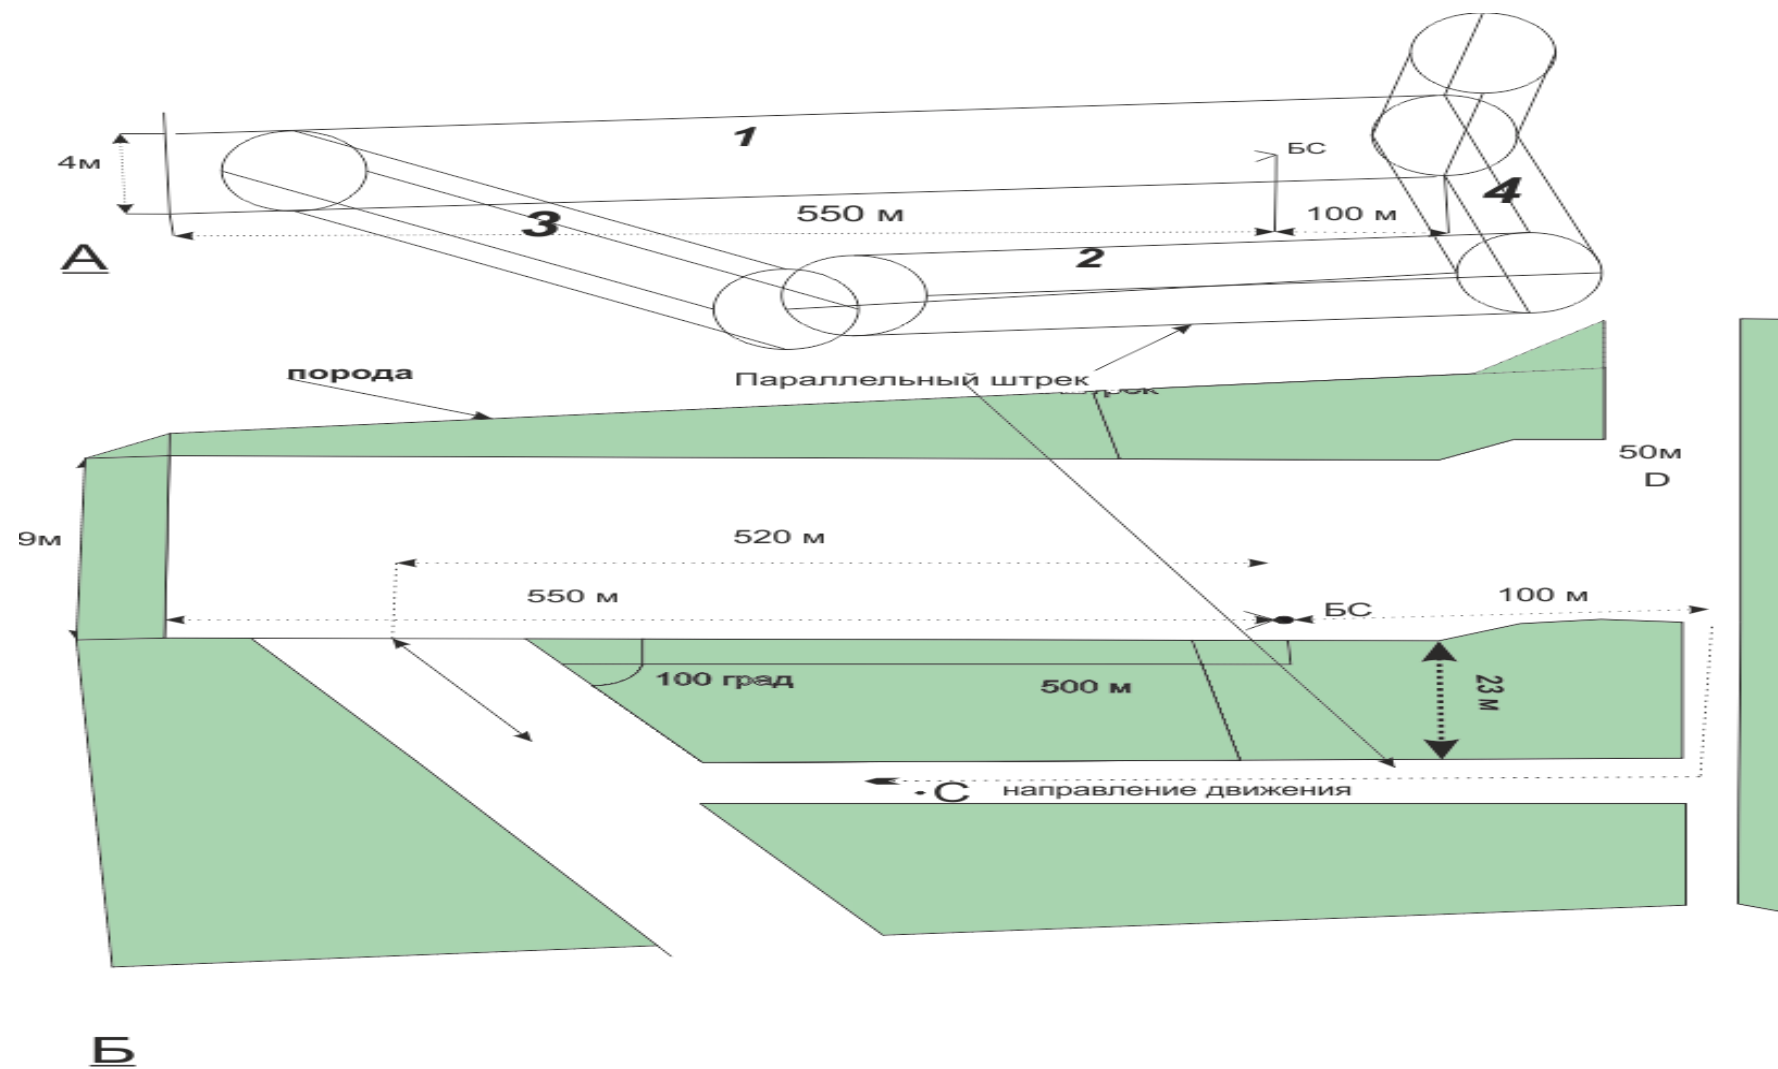 1
БС
4м
4
3
550 м
100 м
А
2
порода
Параллельный штрек
50м
D
9м
520 м
550 м
БС
100 м
100 град
500 м
23 м
С направление движения
Б